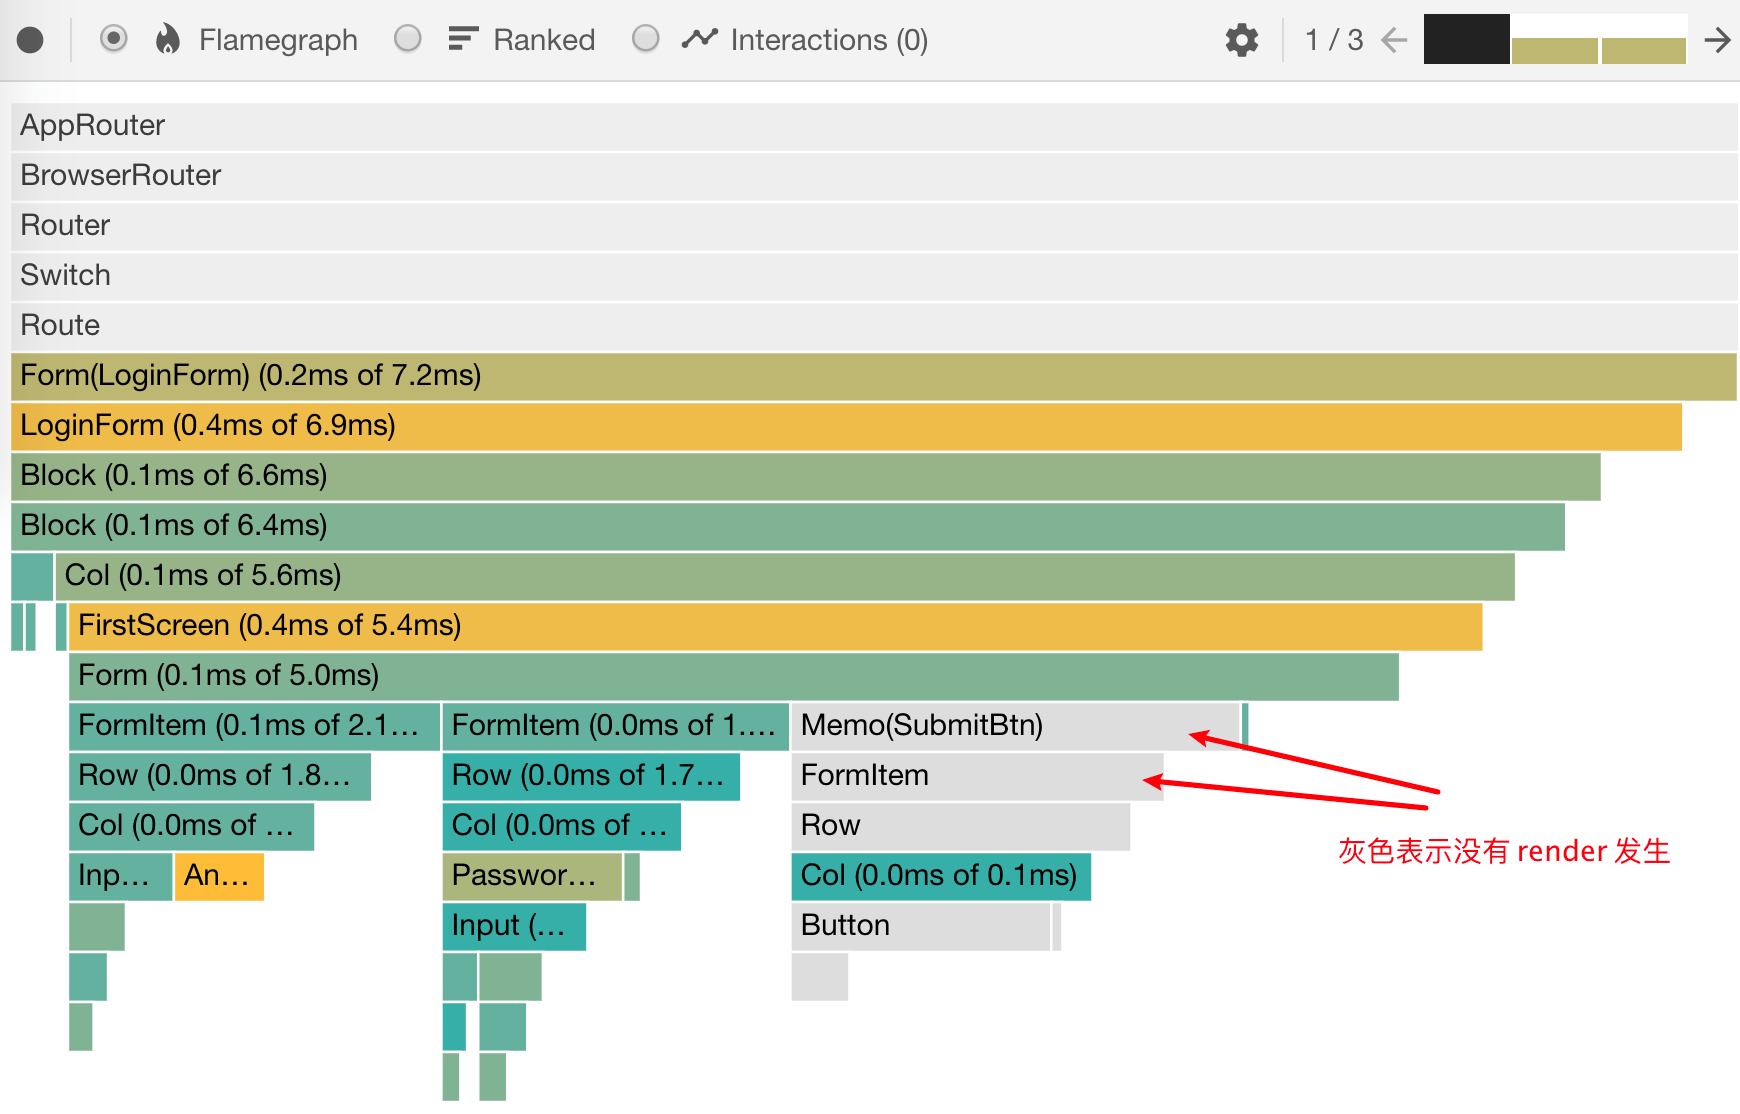 Flamegraph Ranked Interactions (0) 1 / 3
AppRouter
BrowserRouter
Router
Switch
Route
Form(LoginForm) (0.2ms of 7.2ms)
LoginForm (0.4ms of 6.9ms)
Block (0.1ms of 6.6ms)
Block (0.1ms of 6.4ms)
Col (0.1ms of 5.6ms)
FirstScreen (0.4ms of 5.4ms)
Form (0.1ms of 5.0ms)
FormItem (0.1ms of 2.1… FormItem (0.0ms of 1.… Memo(SubmitBtn)
Row (0.0ms of 1.8… Row (0.0ms of 1.7… FormItem
Col (0.0ms of … Col (0.0ms of … Row
灰色表示没有 render 发生
Inp… An… Passwor… Col (0.0ms of 0.1ms)
Input (… Button